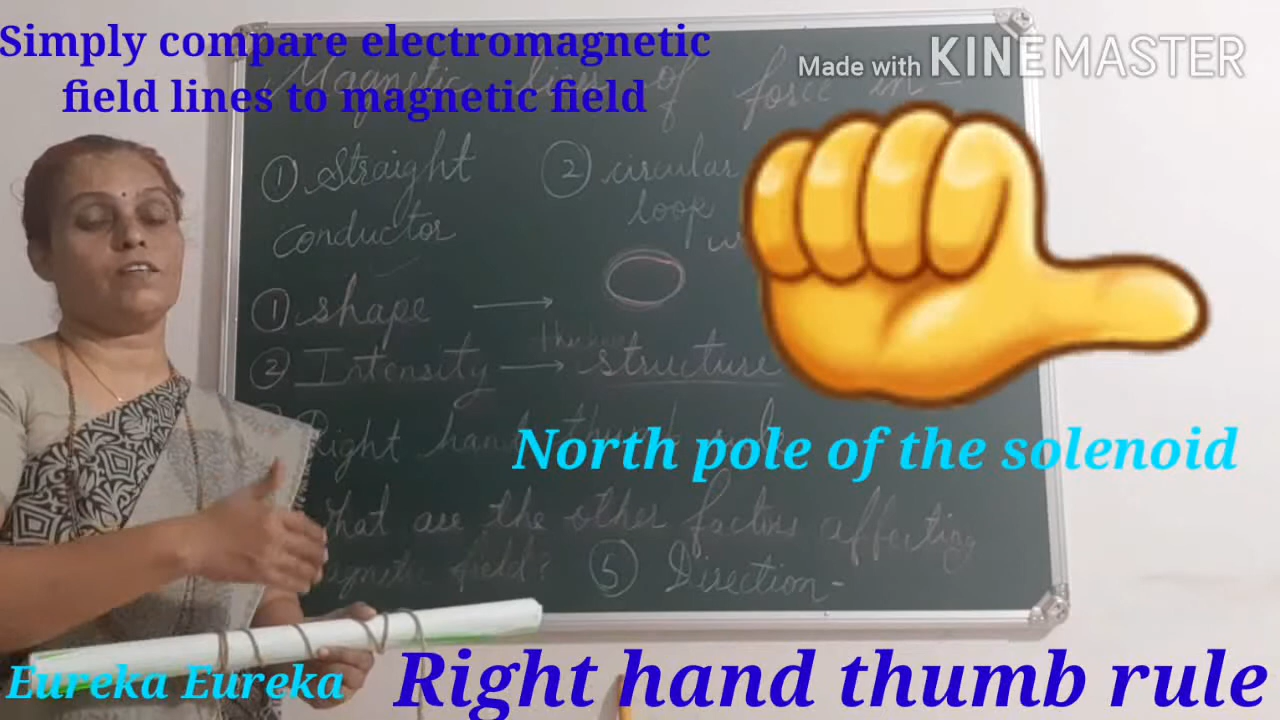 Simply compare electromagnetic
field lines to magnetic field
Made with KINEMASTER
Magnetic lines of force in -
① Straight
conductor
② circular
loop
① shape
② Intensity
structure
Right hand thumb
North pole of the solenoid
What are the other factors affecting
magnetic field?
⑤ Direction-
Eureka Eureka
Right hand thumb rule